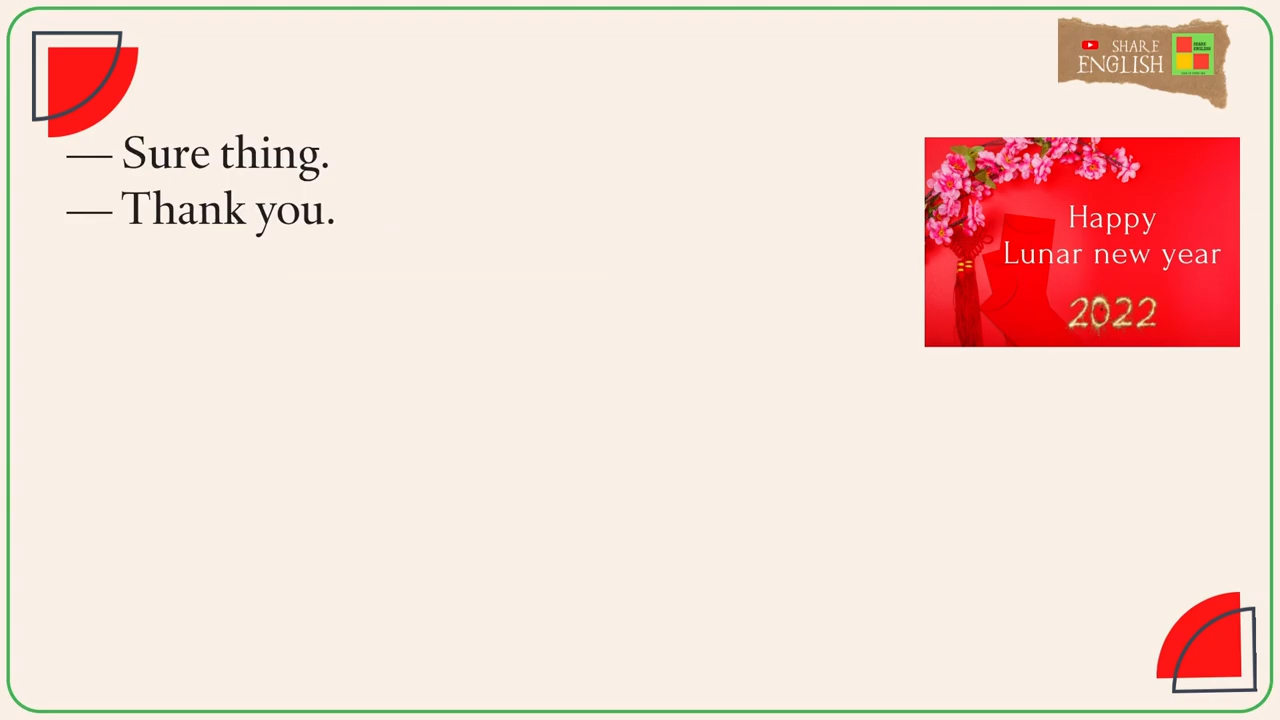 SHARE
ENGLISH
— Sure thing.
— Thank you.
Happy
Lunar new year
2022